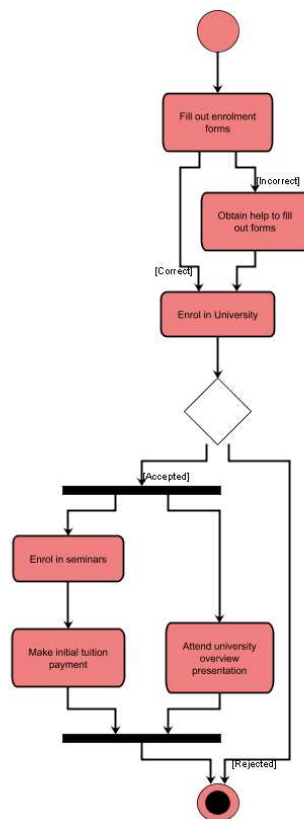 Fill out enrolment
forms
[Incorrect]
Obtain help to fill
out forms
[Correct]
Enrol in University
[Accepted]
Enrol in seminars
Make initial tuition
payment
Attend university
overview
presentation
[Rejected]